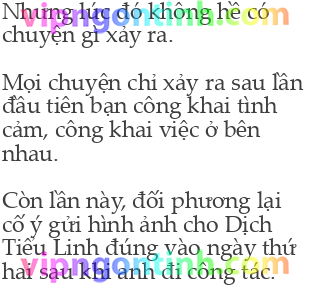 Nhưng lúc đó không hề có
chuyện gì xảy ra.
Mọi chuyện chỉ xảy ra sau lần
đầu tiên bạn công khai tình
cảm, công khai việc ở bên
nhau.
Còn lần này, đối phương lại
cố ý gửi hình ảnh cho Dịch
Tiểu Linh đúng vào ngày thứ
hai sau khi anh đi công tác.
vipngontinh.com
vipngontinh.com